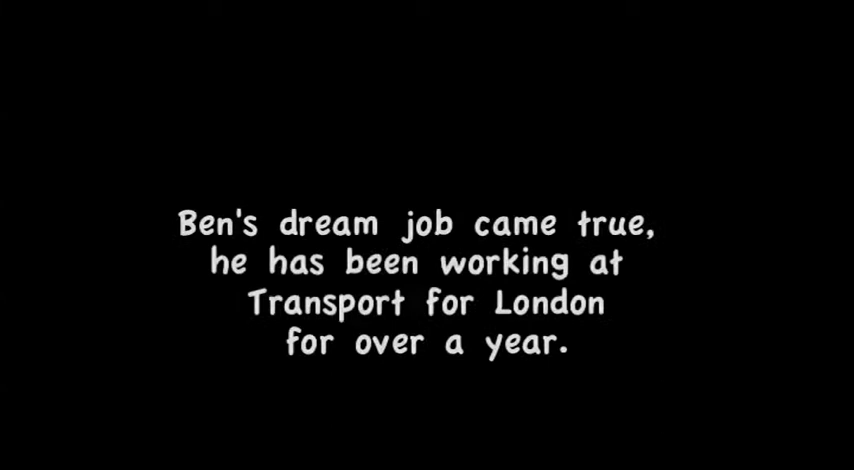 Ben's dream job came true,
he has been working at
Transport for London
for over a year.